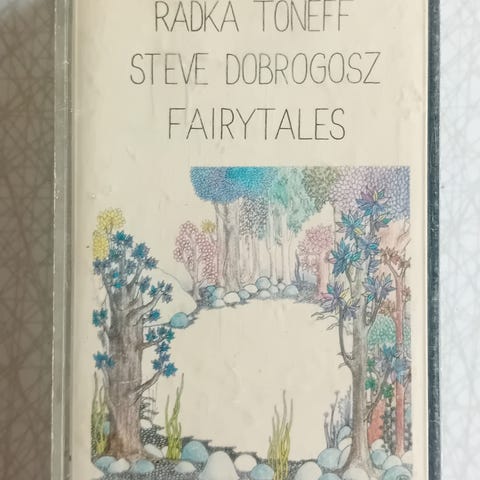 RADKA TONEFF
STEVE DOBROGOSZ
FAIRYTALES